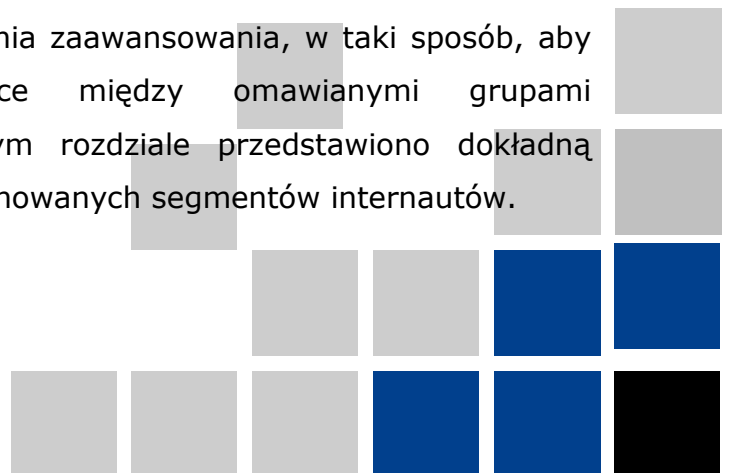 nia zaawansowania, w taki sposób, aby
ce między omawianymi grupami
ym rozdziale przedstawiono dokładną
nowanych segmentów internautów.